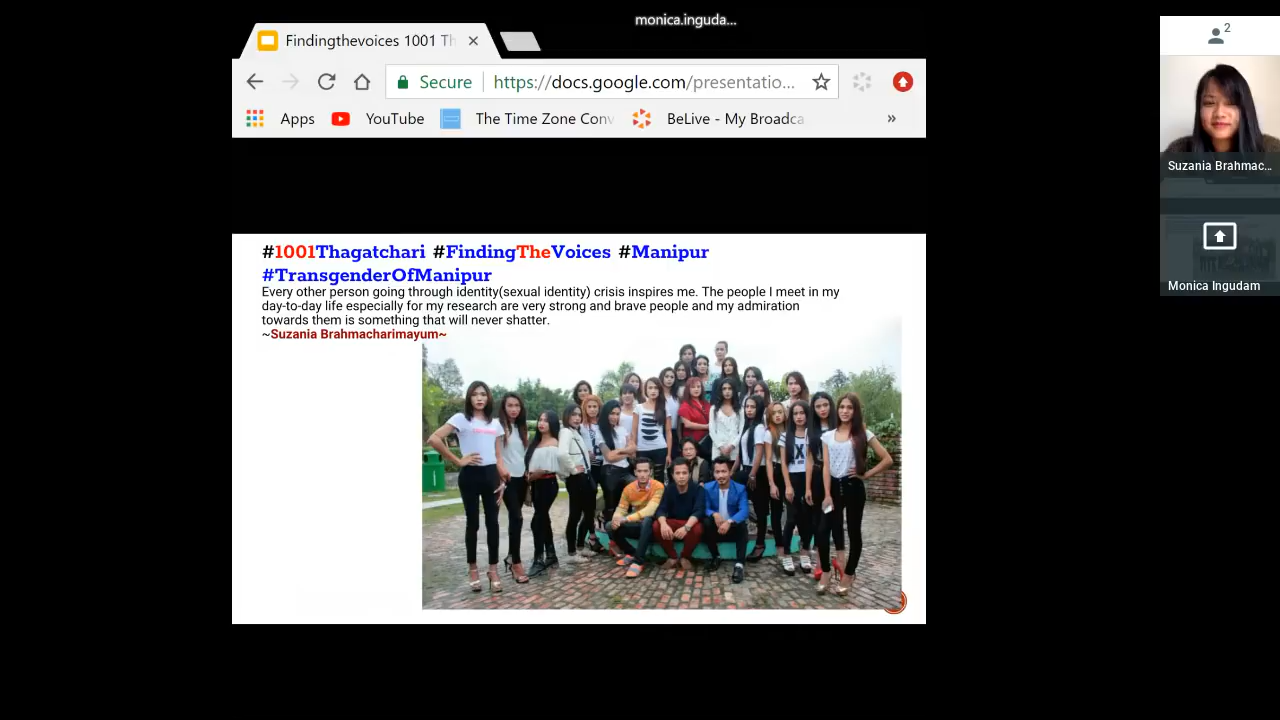 monica.inguda...
Findingthevoices 1001 Th
Secure https://docs.google.com/presentatio...
Apps YouTube The Time Zone Conv BeLive - My Broadca »
#1001Thagatchari #FindingTheVoices #Manipur
#TransgenderOfManipur
Every other person going through identity(sexual identity) crisis inspires me. The people I meet in my
day-to-day life especially for my research are very strong and brave people and my admiration
towards them is something that will never shatter.
~Suzania Brahmacharimayum~
2
Suzania Brahmac...
Monica Ingudam